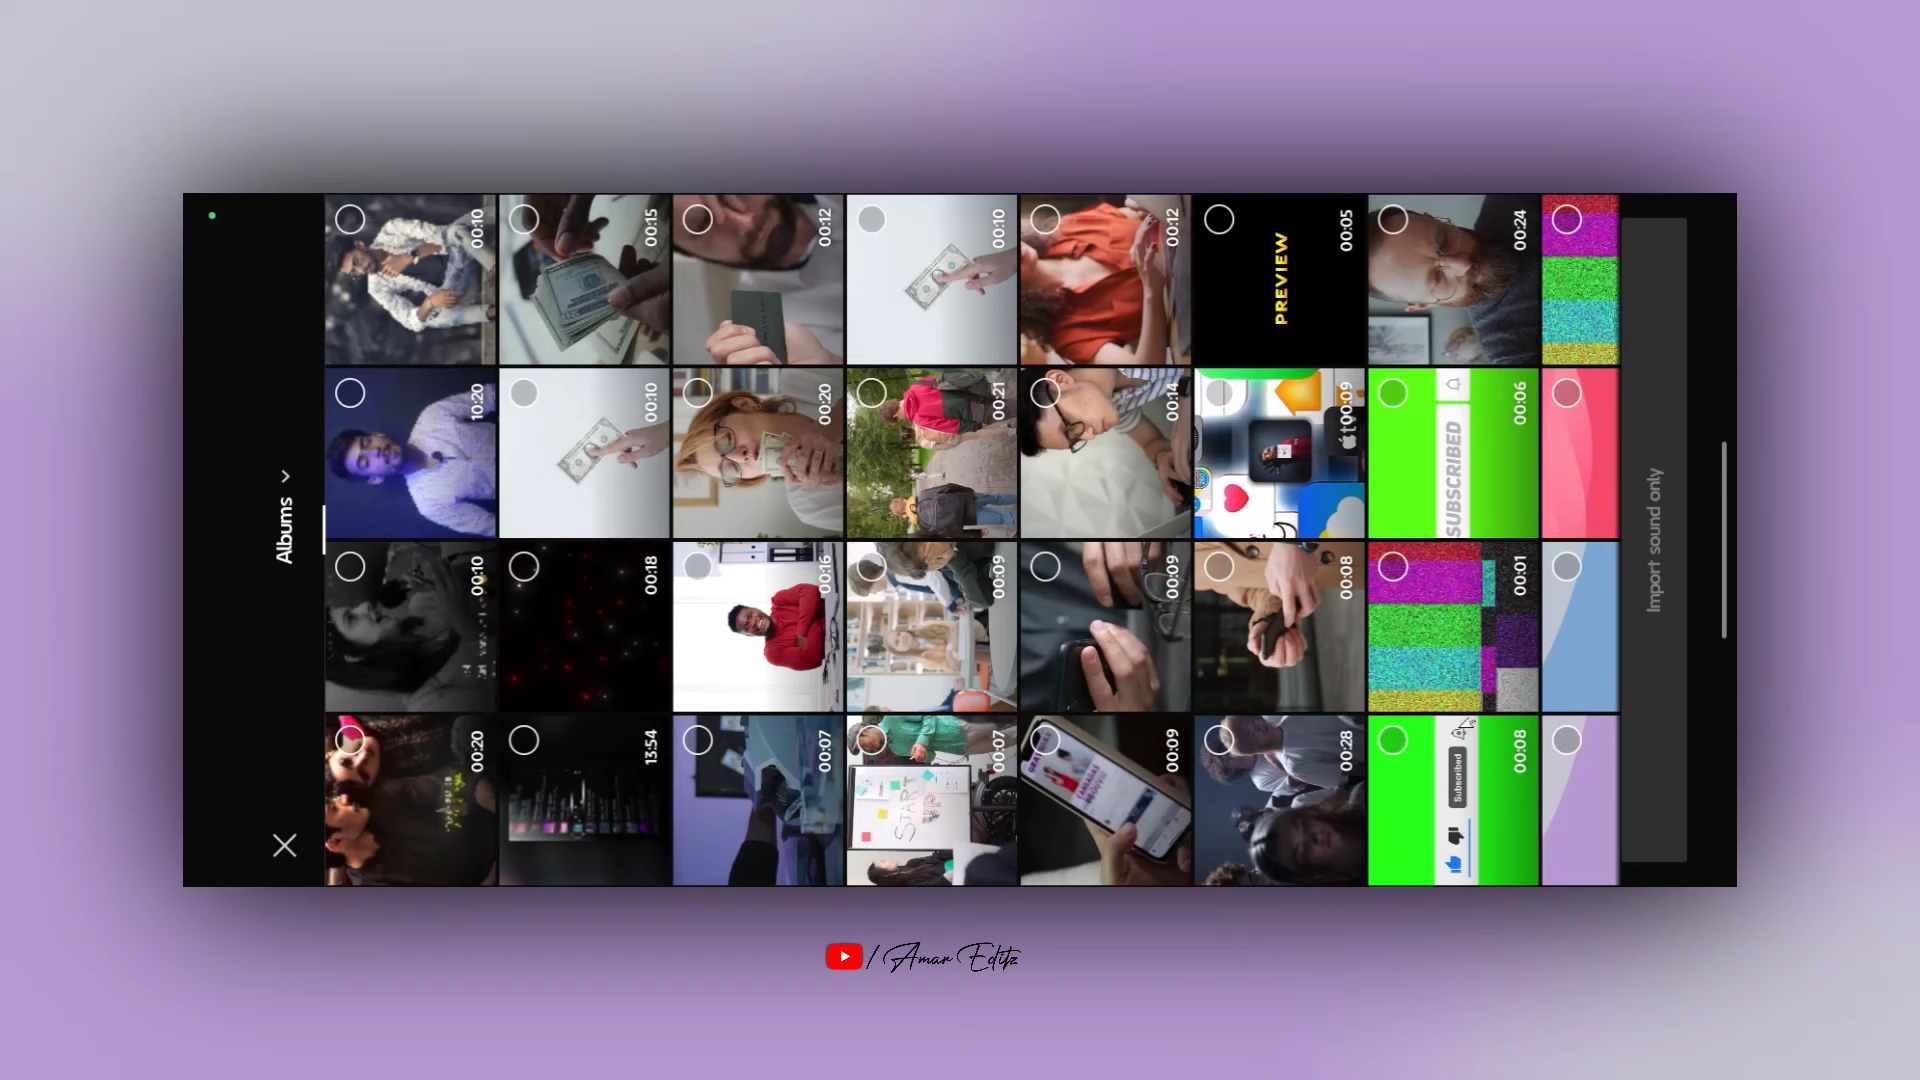 Albums
00:20 00:10 10:20 00:10
13:54 00:18 00:10 00:15
00:07 00:16 00:20 00:12
START
00:07 00:09 00:21 00:10
00:09 00:09 00:14 00:12
PREVIEW
00:28 00:08 00:09 00:05
Subscribed SUBSCRIBED
00:08 00:01 00:06 00:24
Import sound only
/ Amar Editz